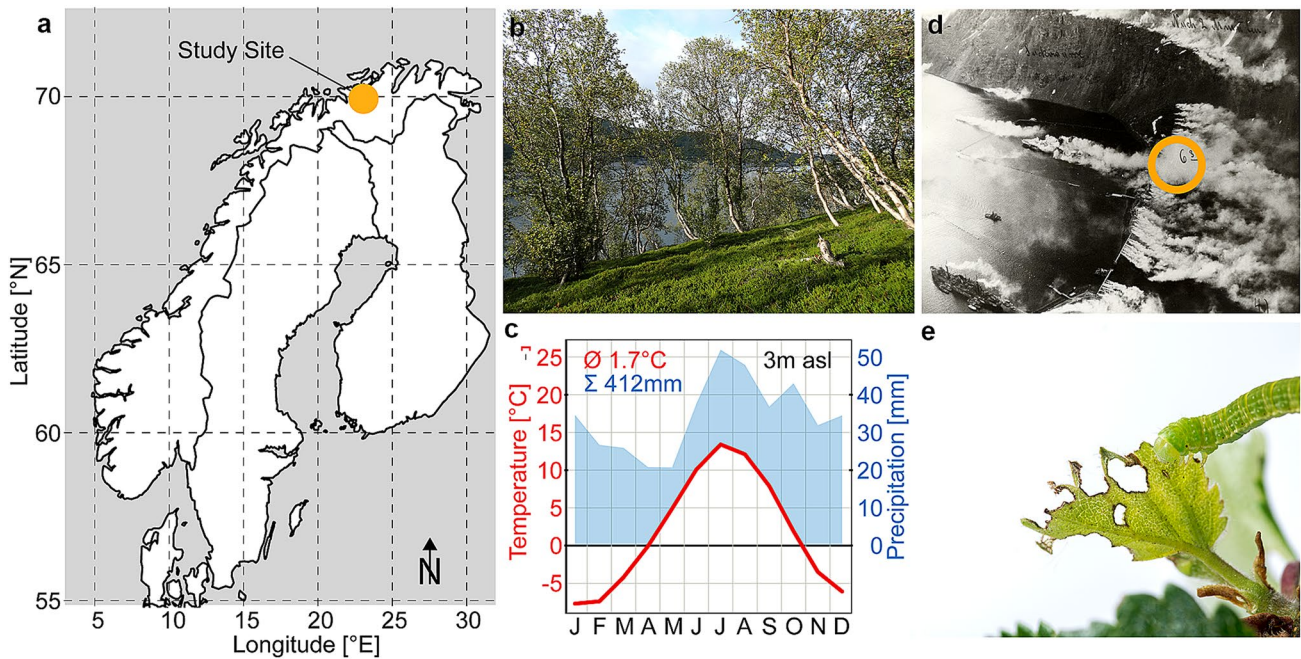 a
Study Site
70
65
60
55
Latitude [°N]
5 10 15 20 25 30
Longitude [°E]
N
b
c
Ø 1.7°C
Σ 412mm
3m asl
25
20
15
10
5
0
-5
Temperature [°C]
50
40
30
20
10
0
Precipitation [mm]
J F M A M J J A S O N D
d
63
e